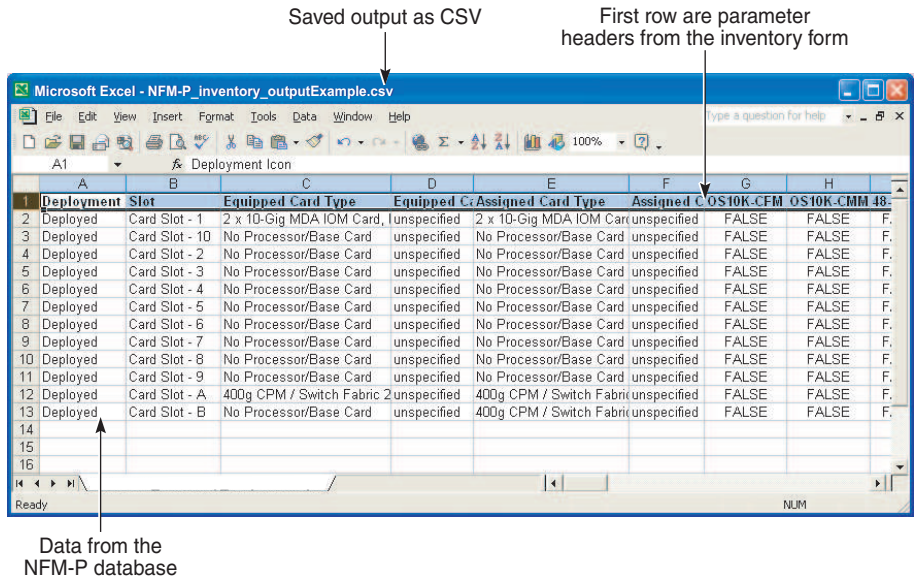 Saved output as CSV
First row are parameter
headers from the inventory form
Microsoft Excel - NFM-P_inventory_outputExample.csv
File Edit View Insert Format Tools Data Window Help Type a question for help
100%
A1 fx Deployment Icon
A B C D E F G H
1 Deployment Slot Equipped Card Type Equipped Ca Assigned Card Type Assigned C OS10K-CFM OS10K-CMM 48-
2 Deployed Card Slot - 1 2 x 10-Gig MDA IOM Card, I unspecified 2 x 10-Gig MDA IOM Card unspecified FALSE FALSE F.
3 Deployed Card Slot - 10 No Processor/Base Card unspecified No Processor/Base Card unspecified FALSE FALSE F.
4 Deployed Card Slot - 2 No Processor/Base Card unspecified No Processor/Base Card unspecified FALSE FALSE F.
5 Deployed Card Slot - 3 No Processor/Base Card unspecified No Processor/Base Card unspecified FALSE FALSE F.
6 Deployed Card Slot - 4 No Processor/Base Card unspecified No Processor/Base Card unspecified FALSE FALSE F.
7 Deployed Card Slot - 5 No Processor/Base Card unspecified No Processor/Base Card unspecified FALSE FALSE F.
8 Deployed Card Slot - 6 No Processor/Base Card unspecified No Processor/Base Card unspecified FALSE FALSE F.
9 Deployed Card Slot - 7 No Processor/Base Card unspecified No Processor/Base Card unspecified FALSE FALSE F.
10 Deployed Card Slot - 8 No Processor/Base Card unspecified No Processor/Base Card unspecified FALSE FALSE F.
11 Deployed Card Slot - 9 No Processor/Base Card unspecified No Processor/Base Card unspecified FALSE FALSE F.
12 Deployed Card Slot - A 400g CPM / Switch Fabric 2 unspecified 400g CPM / Switch Fabri unspecified FALSE FALSE F.
13 Deployed Card Slot - B No Processor/Base Card unspecified 400g CPM / Switch Fabri unspecified FALSE FALSE F.
14
15
16
Ready NUM
Data from the
NFM-P database